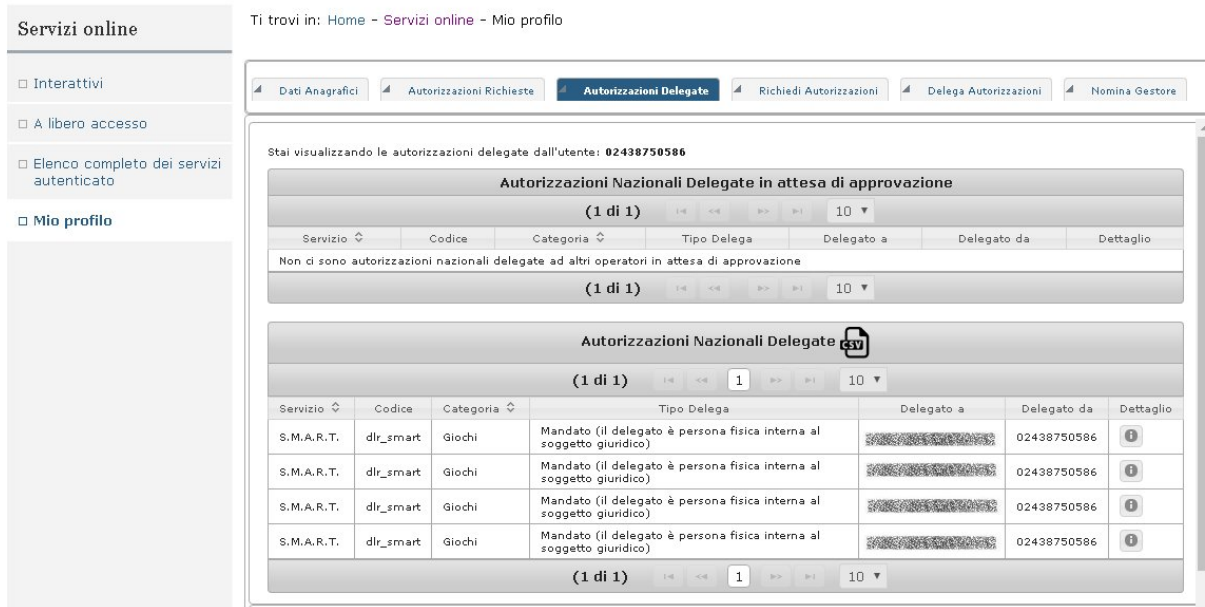 Servizi online
Interattivi
A libero accesso
Elenco completo dei servizi
autenticato
Mio profilo
Ti trovi in: Home - Servizi online - Mio profilo
Dati Anagrafici Autorizzazioni Richieste Autorizzazioni Delegate Richiedi Autorizzazioni Delega Autorizzazioni Nomina Gestore
Stai visualizzando le autorizzazioni delegate dall'utente: 02438750586
Autorizzazioni Nazionali Delegate in attesa di approvazione
(1 di 1) 10
Servizio Codice Categoria Tipo Delega Delegato a Delegato da Dettaglio
Non ci sono autorizzazioni nazionali delegate ad altri operatori in attesa di approvazione
(1 di 1) 10
Autorizzazioni Nazionali Delegate CSV
(1 di 1) 1 10
Servizio Codice Categoria Tipo Delega Delegato a Delegato da Dettaglio
S.M.A.R.T. dlr_smart Giochi Mandato (il delegato è persona fisica interna al
soggetto giuridico) 02438750586
S.M.A.R.T. dlr_smart Giochi Mandato (il delegato è persona fisica interna al
soggetto giuridico) 02438750586
S.M.A.R.T. dlr_smart Giochi Mandato (il delegato è persona fisica interna al
soggetto giuridico) 02438750586
S.M.A.R.T. dlr_smart Giochi Mandato (il delegato è persona fisica interna al
soggetto giuridico) 02438750586
(1 di 1) 1 10